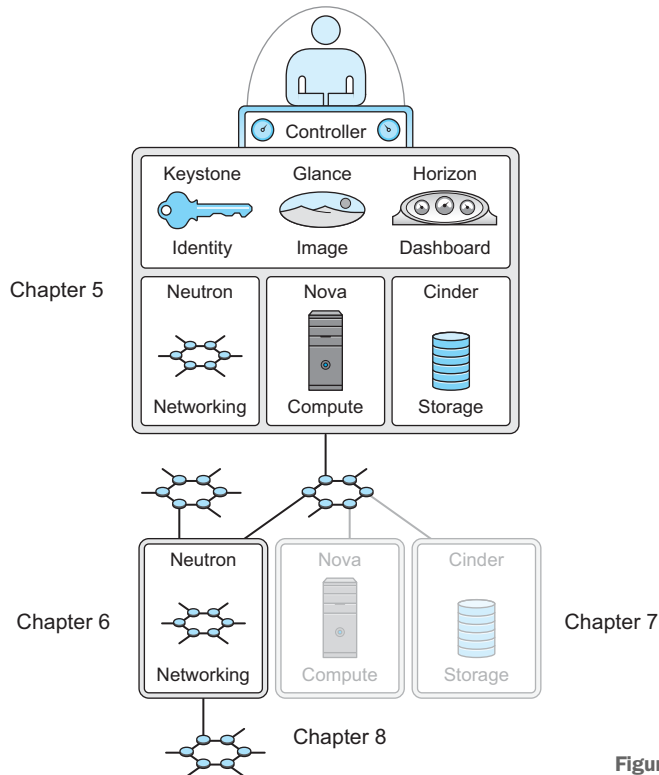 Controller
Keystone Glance Horizon
Identity Image Dashboard
Chapter 5
Neutron Nova Cinder
Networking Compute Storage
Neutron Nova Cinder
Chapter 6
Chapter 7
Networking Compute Storage
Chapter 8